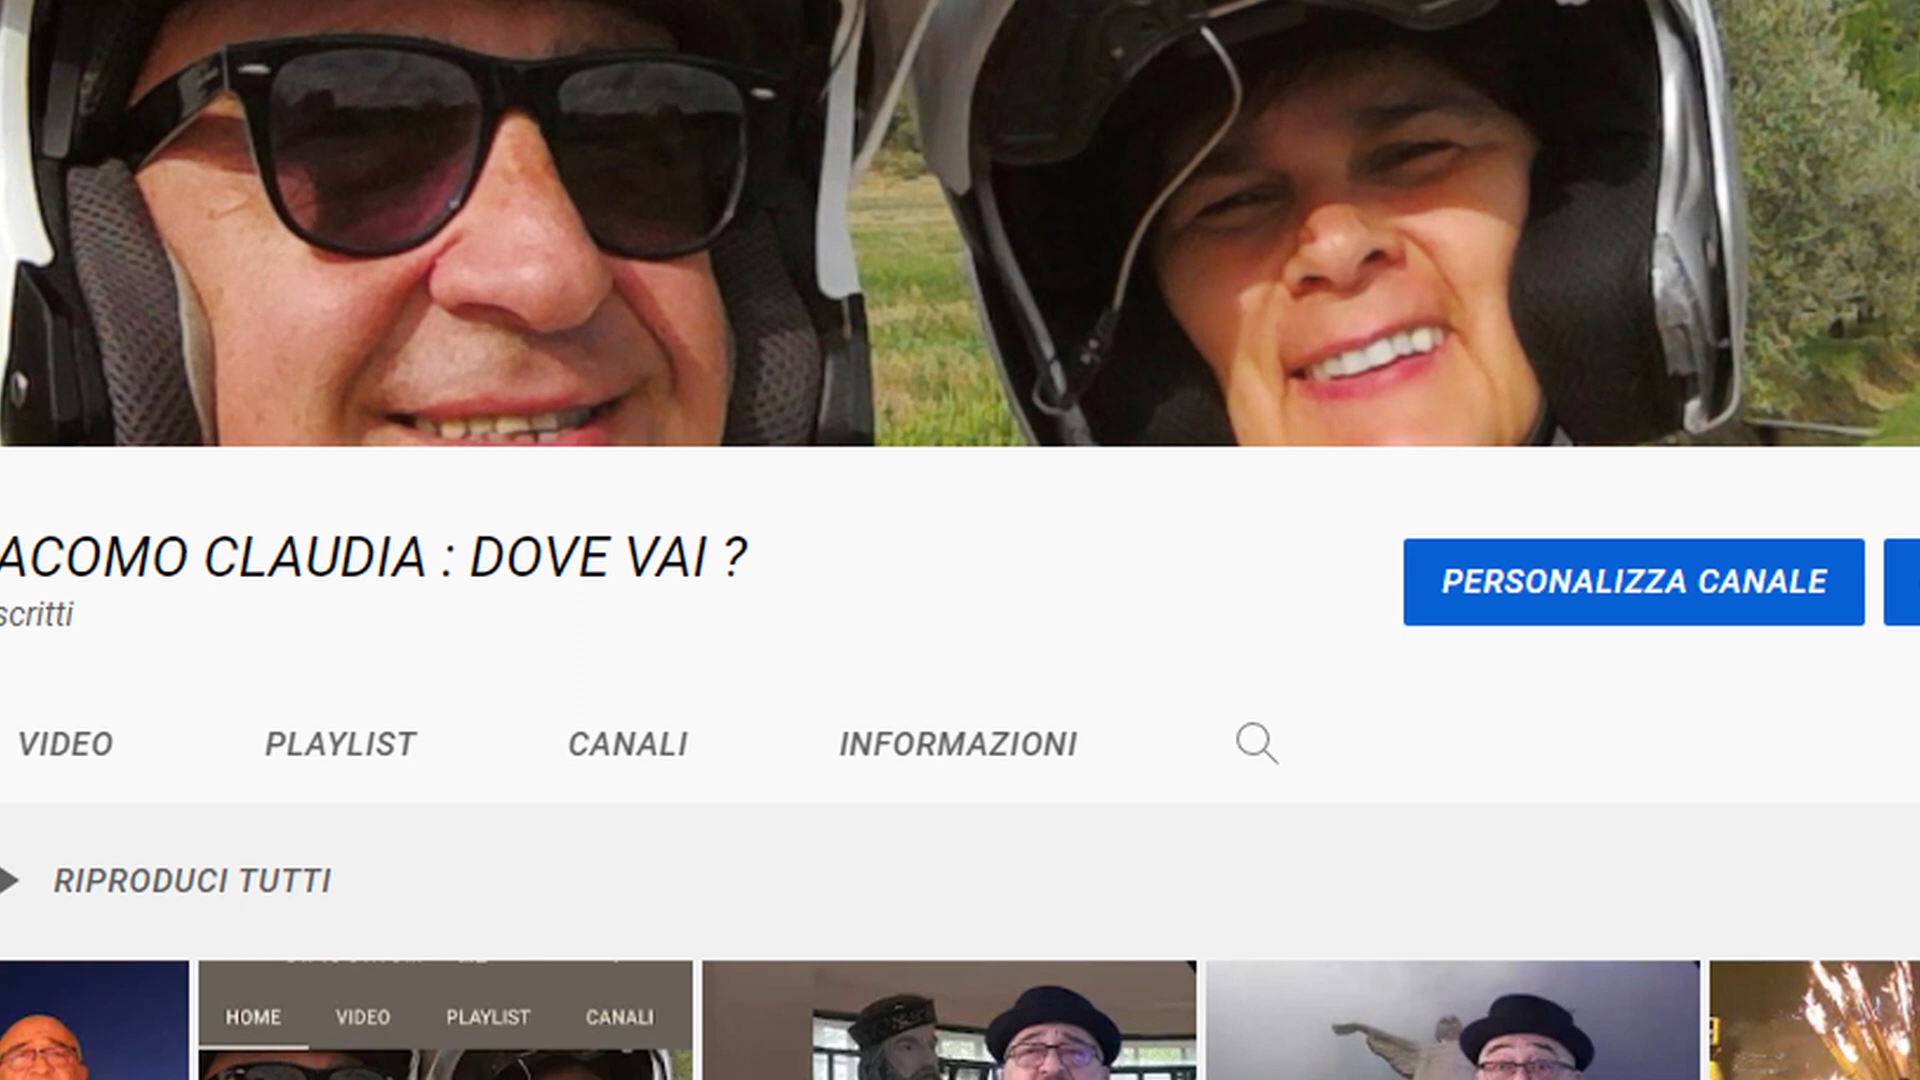 ACOMO CLAUDIA : DOVE VAI ?
scritti
PERSONALIZZA CANALE
VIDEO PLAYLIST CANALI INFORMAZIONI
RIPRODUCI TUTTI
HOME VIDEO PLAYLIST CANALI